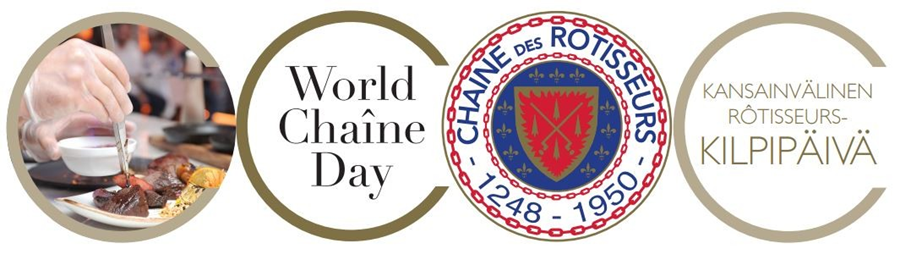 World
Chaîne
Day
CHAINE DES ROTISSEURS
- 1248 - 1950 -
KANSAINVÄLINEN
RÔTISSEURS-
KILPIPÄIVÄ